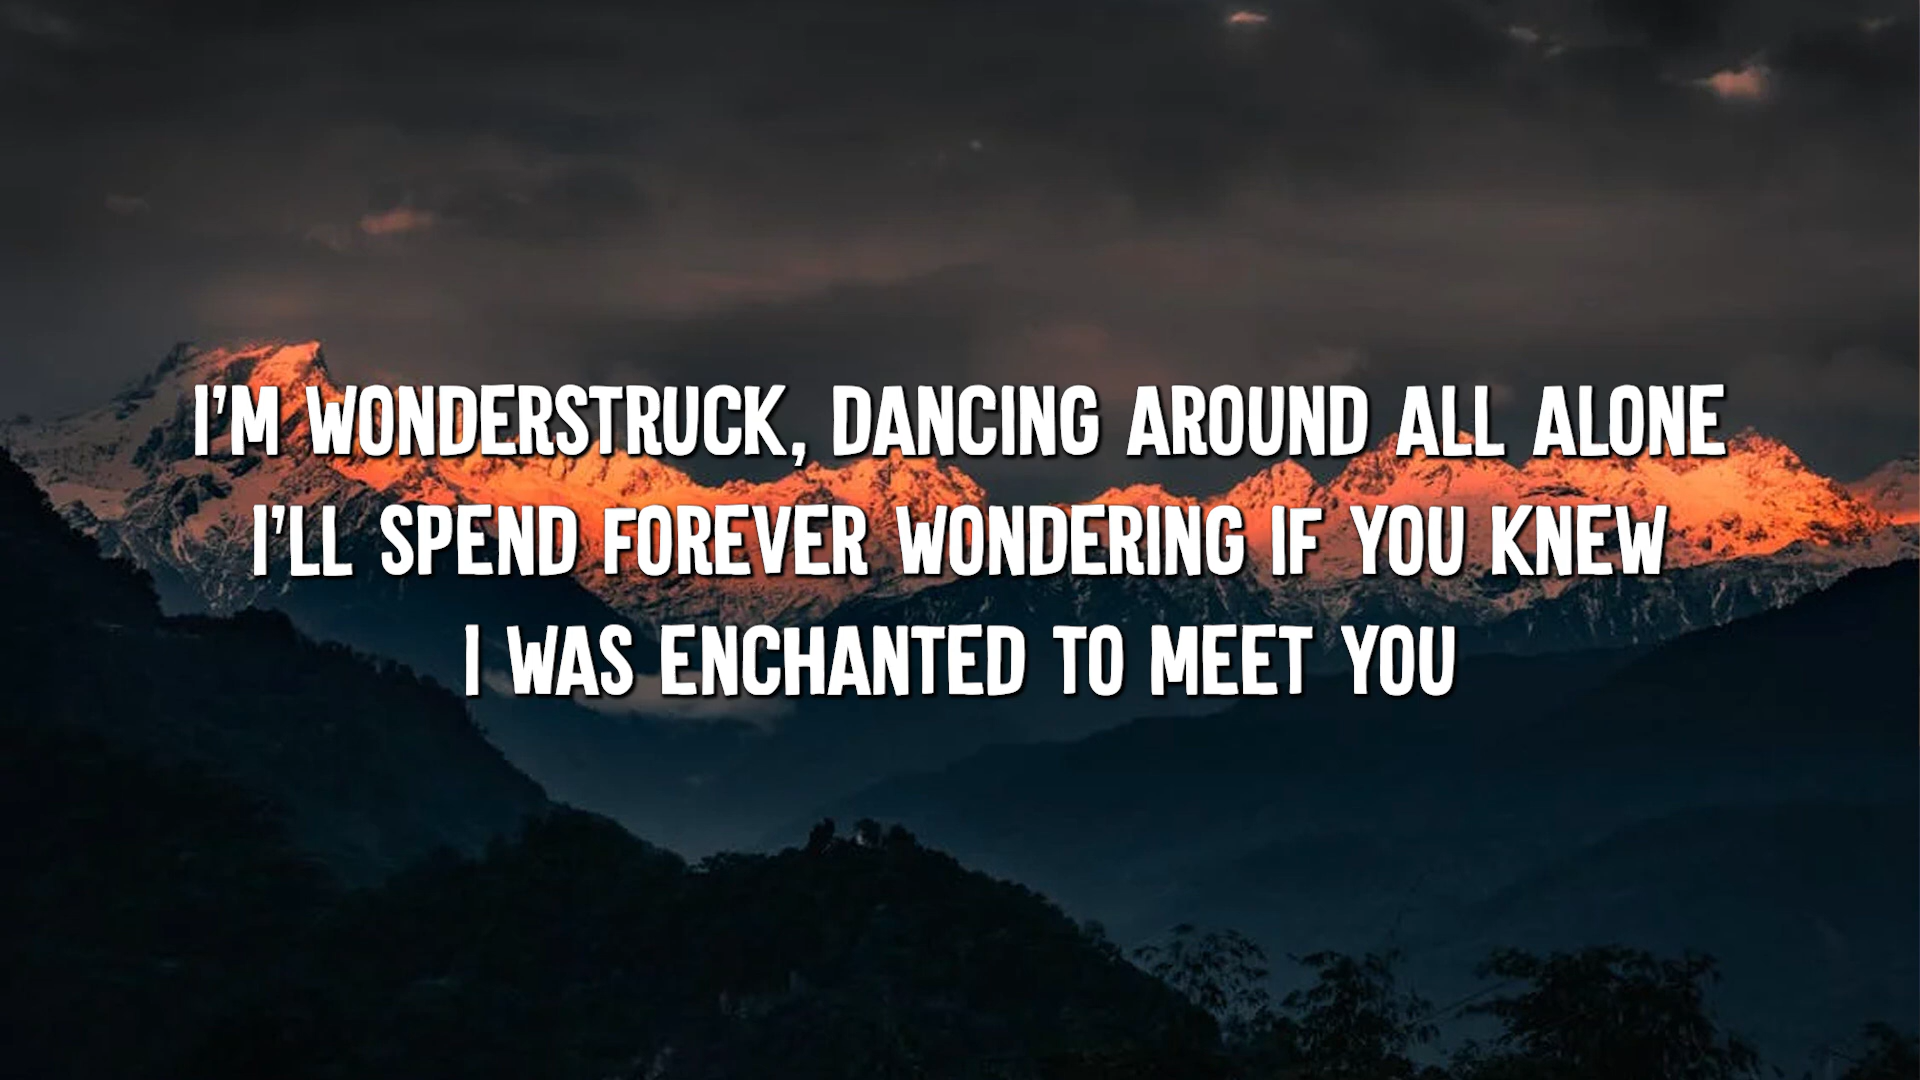 I'M WONDERSTRUCK, DANCING AROUND ALL ALONE
I'LL SPEND FOREVER WONDERING IF YOU KNEW
I WAS ENCHANTED TO MEET YOU